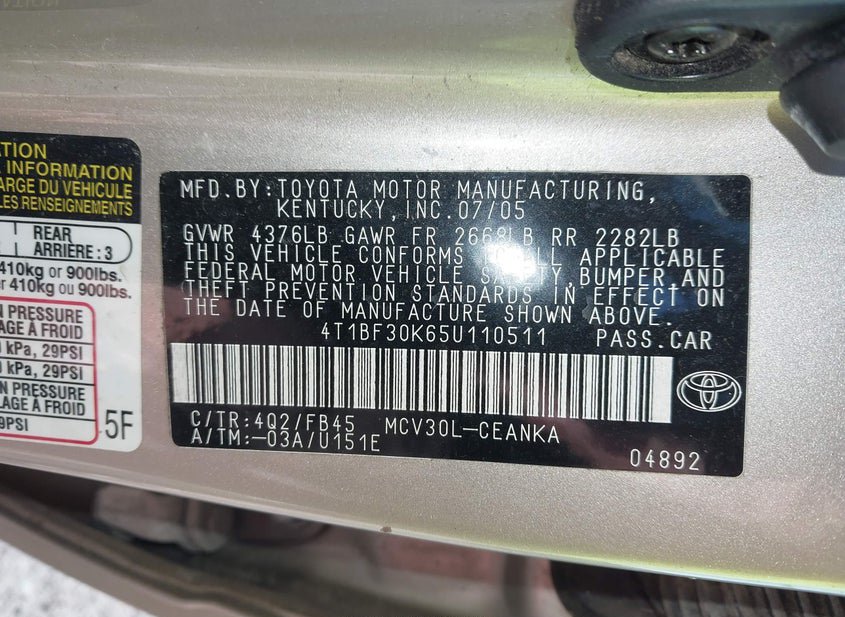 ATION
INFORMATION
ARGE DU VEHICULE
LES RENSEIGNEMENTS
REAR
ARRIÈRE : 3
410kg or 900lbs.
er 410kg ou 900lbs.
PRESSURE
LAGE À FROID
kPa, 29PSI
kPa, 29PSI
PRESSURE
LAGE À FROID
PSI
5F
MFD.BY:TOYOTA MOTOR MANUFACTURING,
KENTUCKY,INC.07/05
GVWR 4376LB GAWR FR 2668LB RR 2282LB
THIS VEHICLE CONFORMS TO ALL APPLICABLE
FEDERAL MOTOR VEHICLE SAFETY,BUMPER,AND
THEFT PREVENTION STANDARDS IN EFFECT ON
THE DATE OF MANUFACTURE SHOWN ABOVE.
4T1BF30K65U110511 PASS.CAR
C/TR:4Q2/FB45 MCV30L-CEANKA
A/TM:-03A/U151E
04892